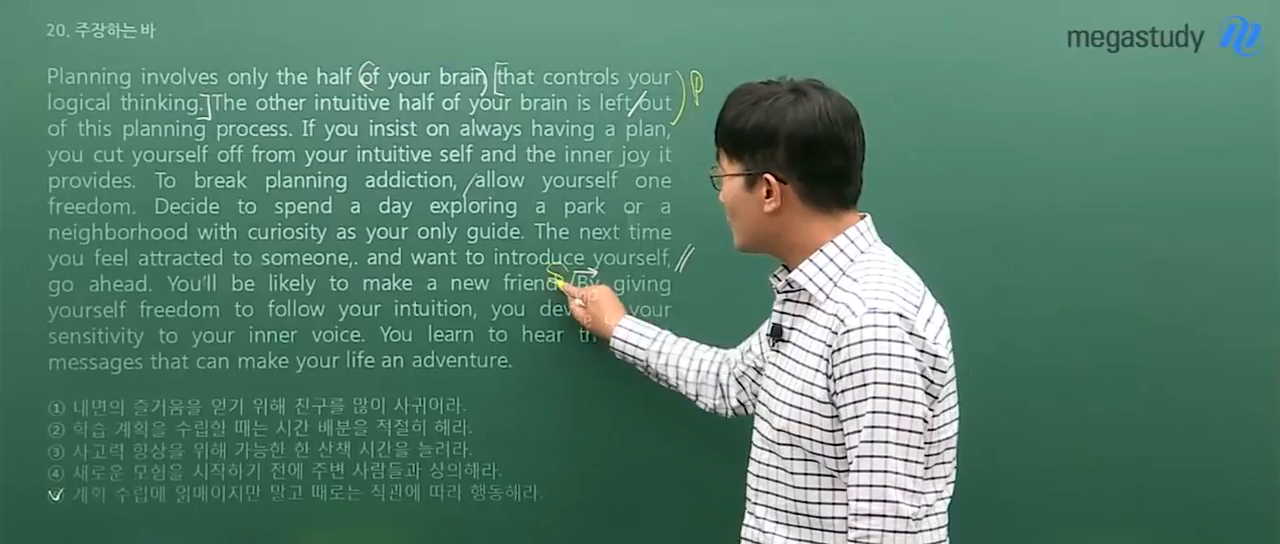 20. 주장하는 바
megastudy
Planning involves only the half of your brain that controls your
logical thinking. The other intuitive half of your brain is left out
of this planning process. If you insist on always having a plan,
you cut yourself off from your intuitive self and the inner joy it
provides. To break planning addiction, allow yourself one
freedom. Decide to spend a day exploring a park or a
neighborhood with curiosity as your only guide. The next time
you feel attracted to someone,. and want to introduce yourself,
go ahead. You'll be likely to make a new friend By giving
yourself freedom to follow your intuition, you your
sensitivity to your inner voice. You learn to hear
messages that can make your life an adventure.
① 내면의 즐거움을 얻기 위해 친구를 많이 사귀이라.
② 학습 계획을 수립할 때는 시간 배분을 적절히 해라.
③ 사고력 향상을 위해 가능한 한 산책 시간을 늘러라.
④ 새로운 모험을 시작하기 전에 주변 사람들과 상의해라.
계획 수립에 얽매이지만 말고 때로는 직관에 따라 행동해라.
P
S